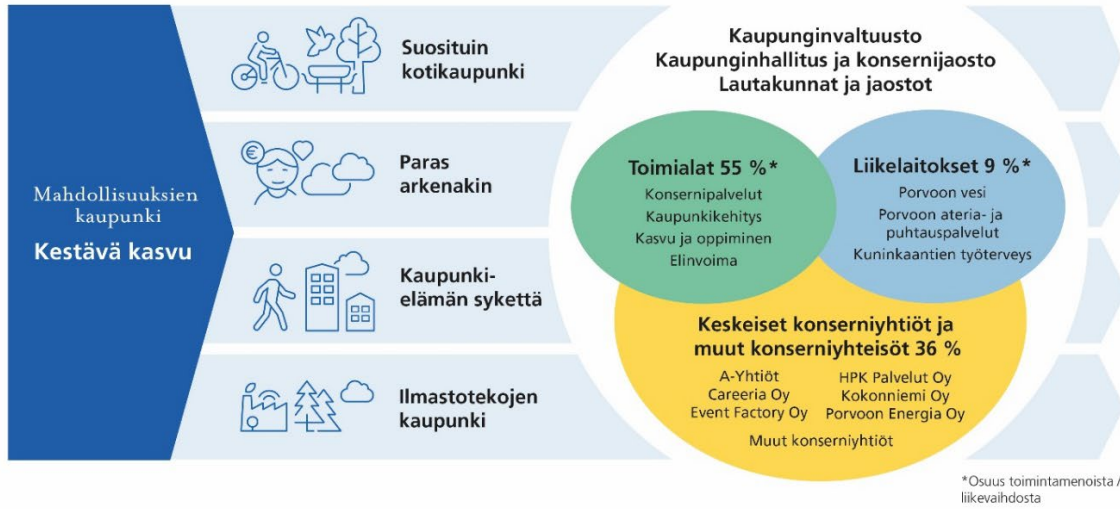 Mahdollisuuksien
kaupunki
Kestävä kasvu
Suosituin
kotikaupunki
€
Paras
arkenakin
Kaupunki-
elämän sykettä
Ilmastotekojen
kaupunki
Kaupunginvaltuusto
Kaupunginhallitus ja konsernijaosto
Lautakunnat ja jaostot
Toimialat 55 %*
Konsernipalvelut
Kaupunkikehitys
Kasvu ja oppiminen
Elinvoima
Liikelaitokset 9 %*
Porvoon vesi
Porvoon ateria- ja
puhtauspalvelut
Kuninkaantien työterveys
Keskeiset konserniyhtiöt ja
muut konserniyhteisöt 36 %
A-Yhtiöt
Careeria Oy
Event Factory Oy
HPK Palvelut Oy
Kokonniemi Oy
Porvoon Energia Oy
Muut konserniyhtiöt
*Osuus toimintamenoista /
liikevaihdosta